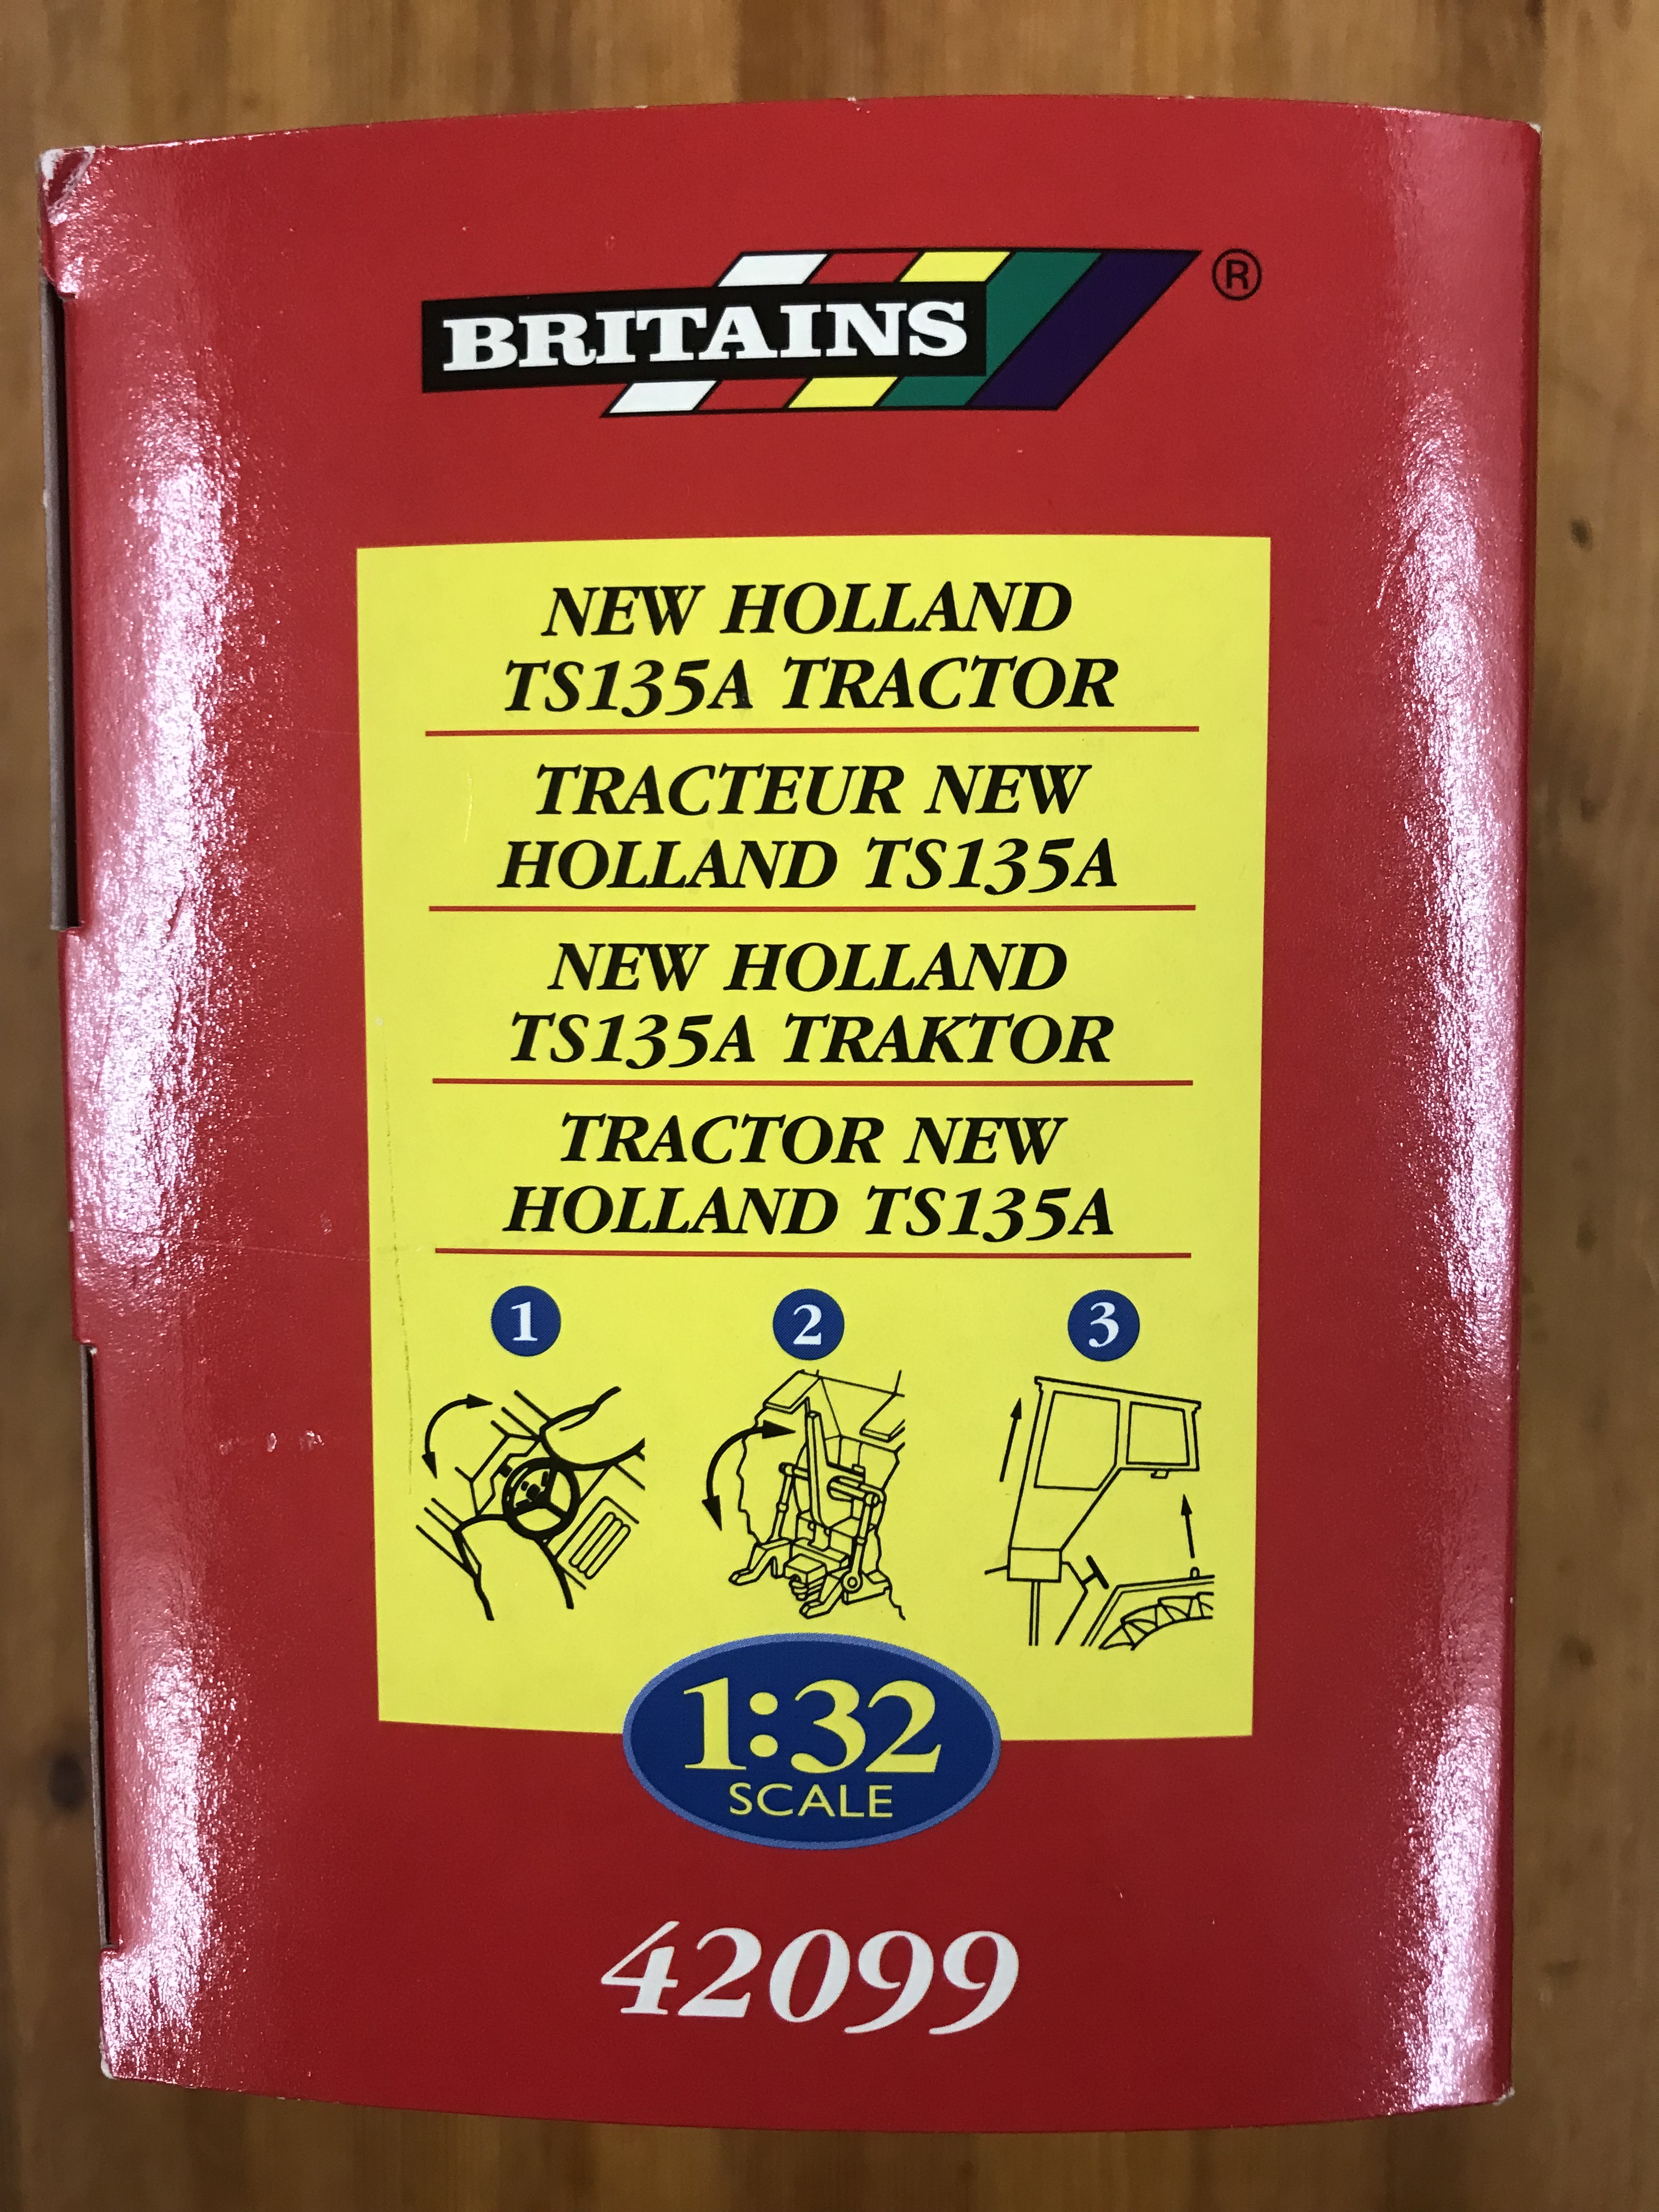 BRITAINS ®
NEW HOLLAND
TS135A TRACTOR
TRACTEUR NEW
HOLLAND TS135A
NEW HOLLAND
TS135A TRAKTOR
TRACTOR NEW
HOLLAND TS135A
1 2 3
1:32
SCALE
42099